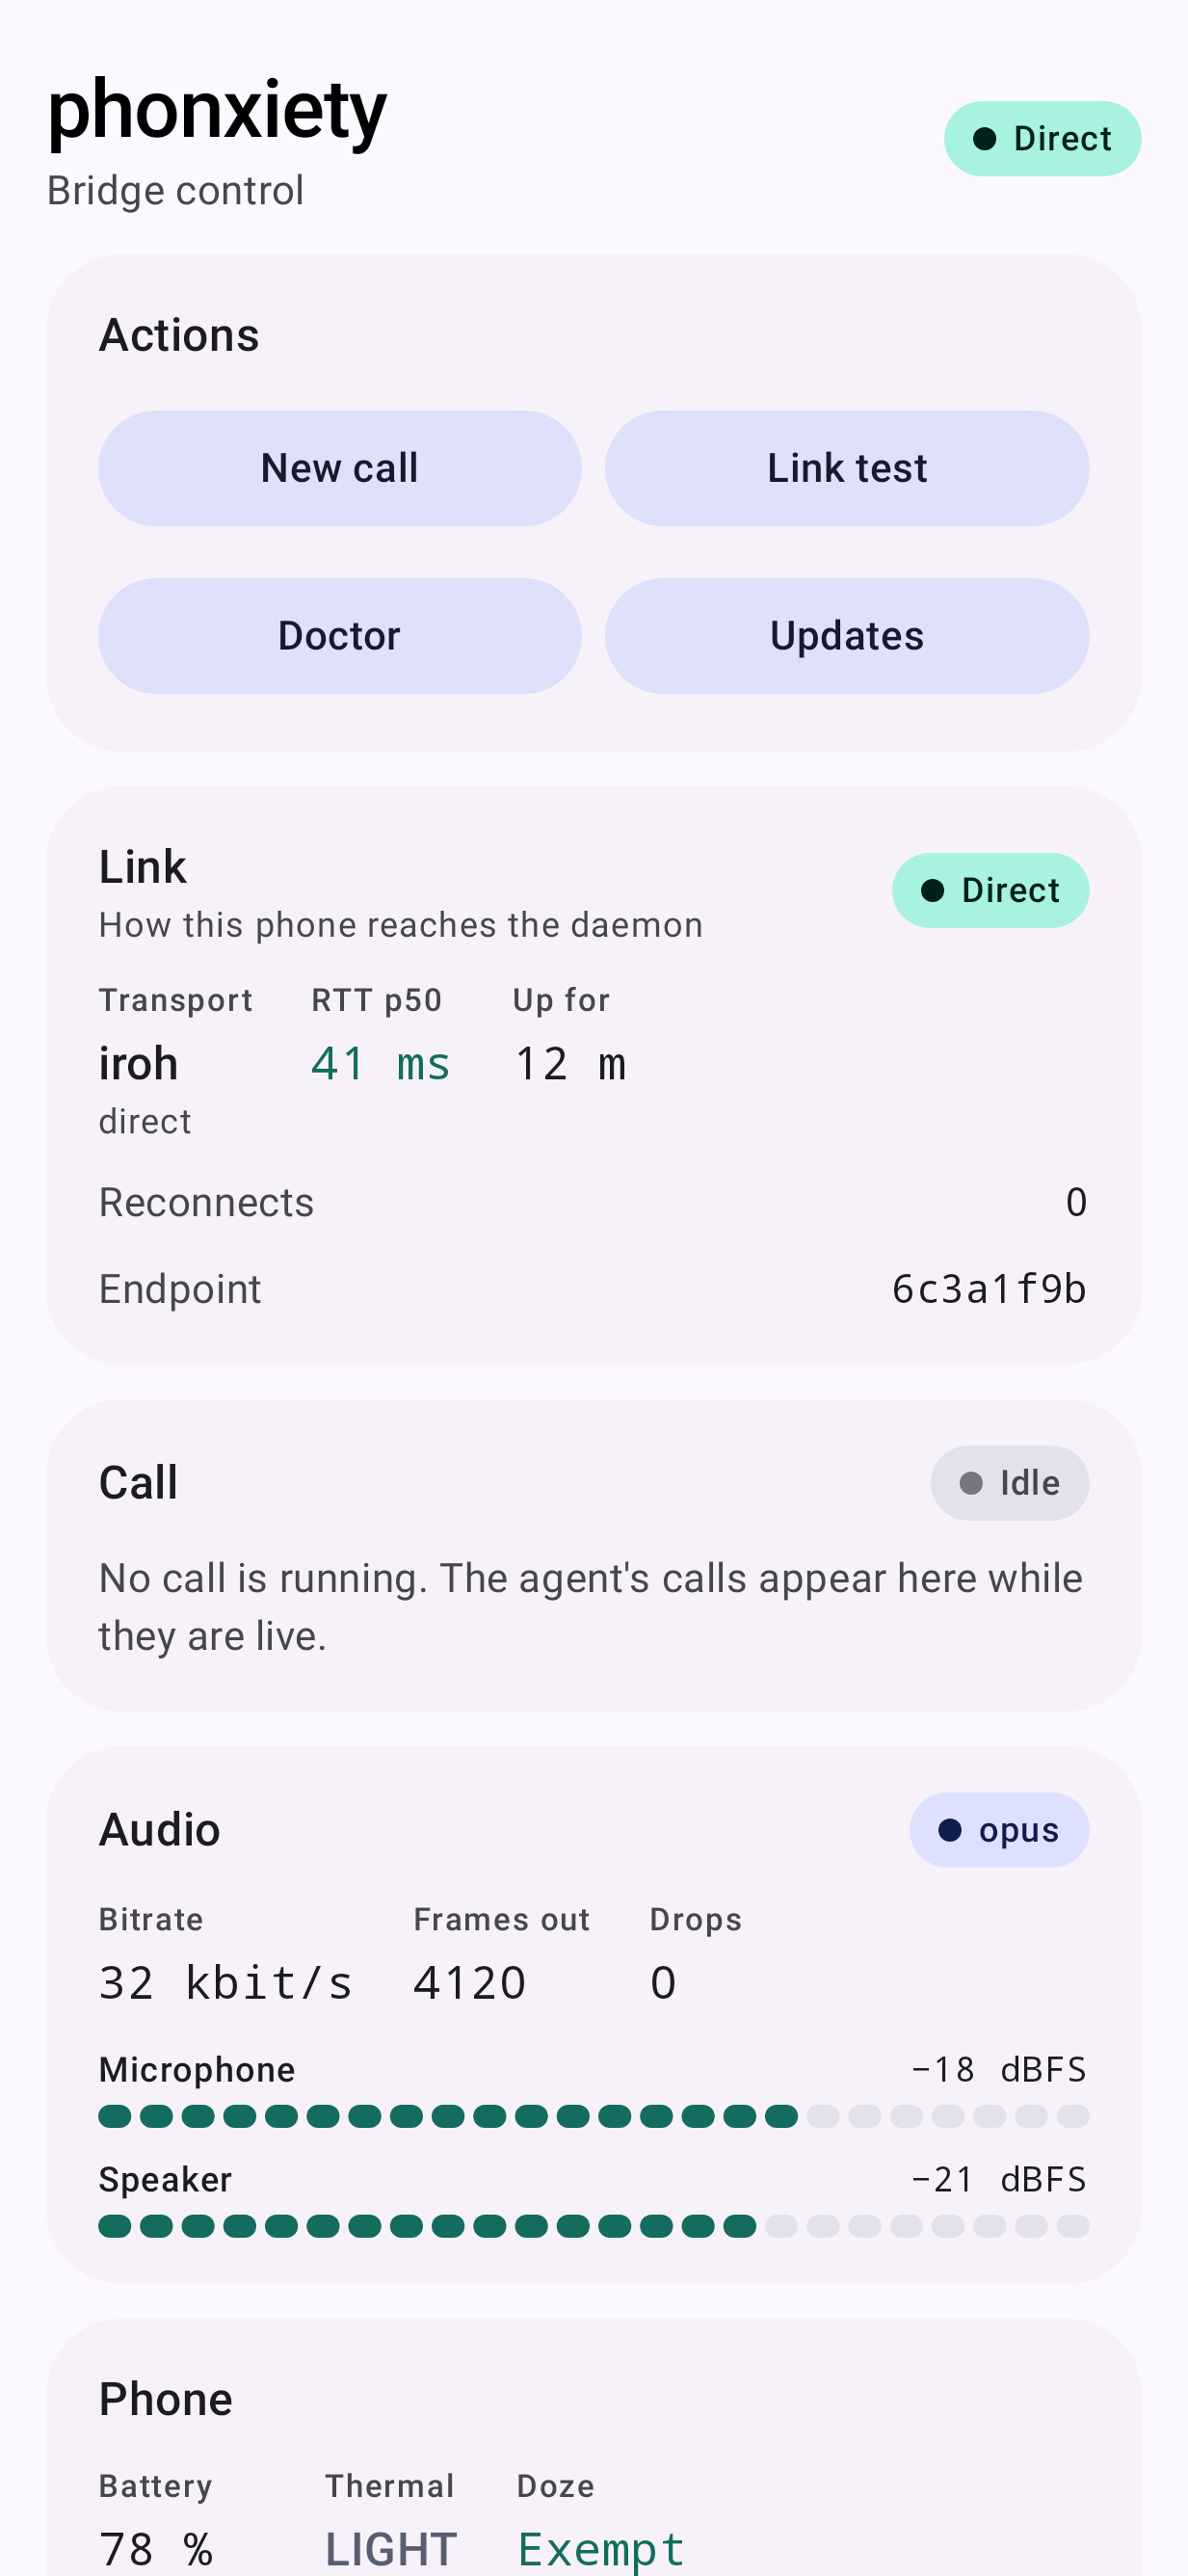 phonxiety
Bridge control
Direct
Actions
New call
Link test
Doctor
Updates
Link
How this phone reaches the daemon
Direct
Transport RTT p50 Up for
iroh 41 ms 12 m
direct
Reconnects 0
Endpoint 6c3a1f9b
Call
Idle
No call is running. The agent's calls appear here while
they are live.
Audio
opus
Bitrate Frames out Drops
32 kbit/s 4120 0
Microphone −18 dBFS
Speaker −21 dBFS
Phone
Battery Thermal Doze
78 % LIGHT Exempt